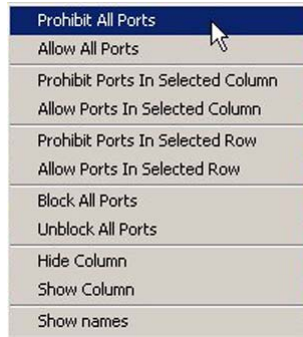 Prohibit All Ports
Allow All Ports
Prohibit Ports In Selected Column
Allow Ports In Selected Column
Prohibit Ports In Selected Row
Allow Ports In Selected Row
Block All Ports
Unblock All Ports
Hide Column
Show Column
Show names